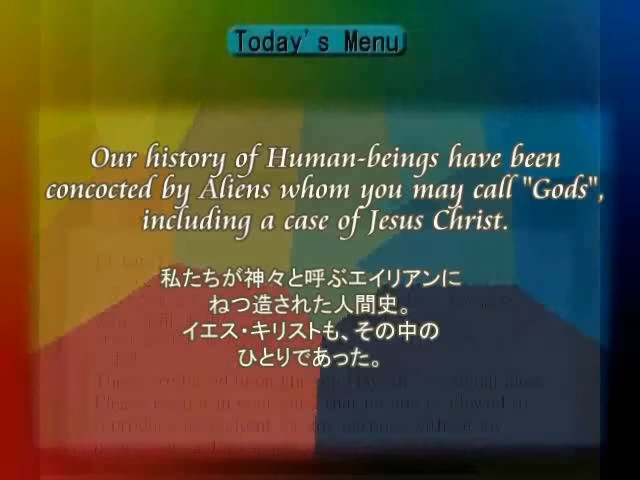 Today's Menu
Our history of Human-beings have been
concocted by Aliens whom you may call "Gods",
including a case of Jesus Christ.
私たちが神々と呼ぶエイリアンに
ねつ造された人間史。
イエス・キリストも、その中の
ひとりであった。